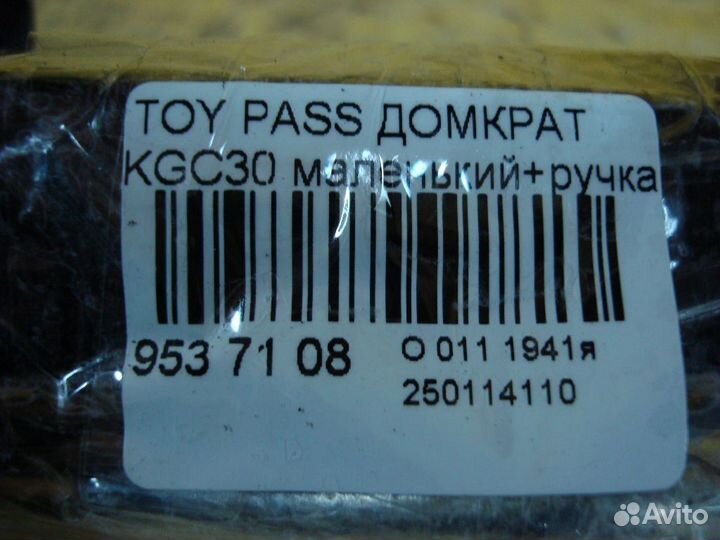 TOY PASS ДОМКРАТ
KGC30 маленький+ручка
953 71 08
О 011 1941я
250114110
Avito